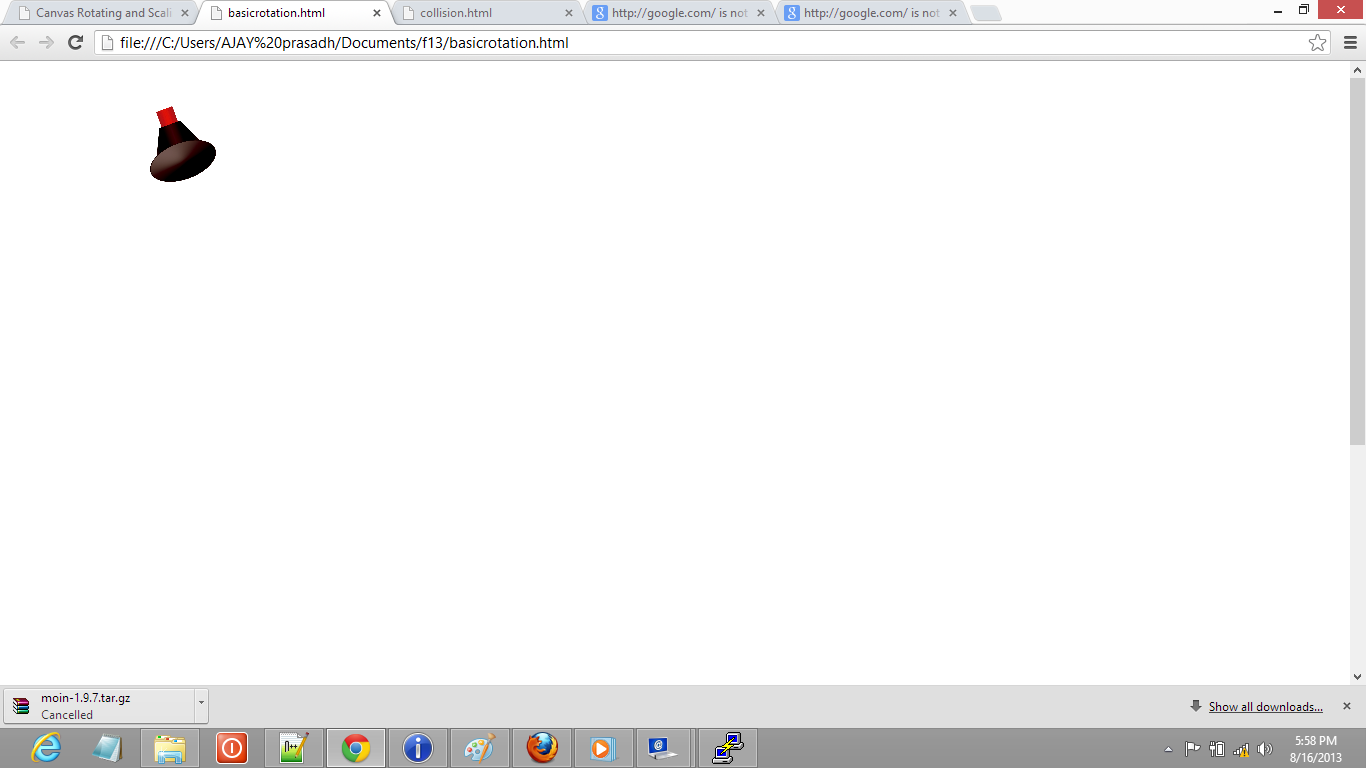 Canvas Rotating and Scali
basicrotation.html
collision.html
http://google.com/ is not
http://google.com/ is not
file:///C:/Users/AJAY%20prasadh/Documents/f13/basicrotation.html
moin-1.9.7.tar.gz
Cancelled
Show all downloads...
5:58 PM
8/16/2013